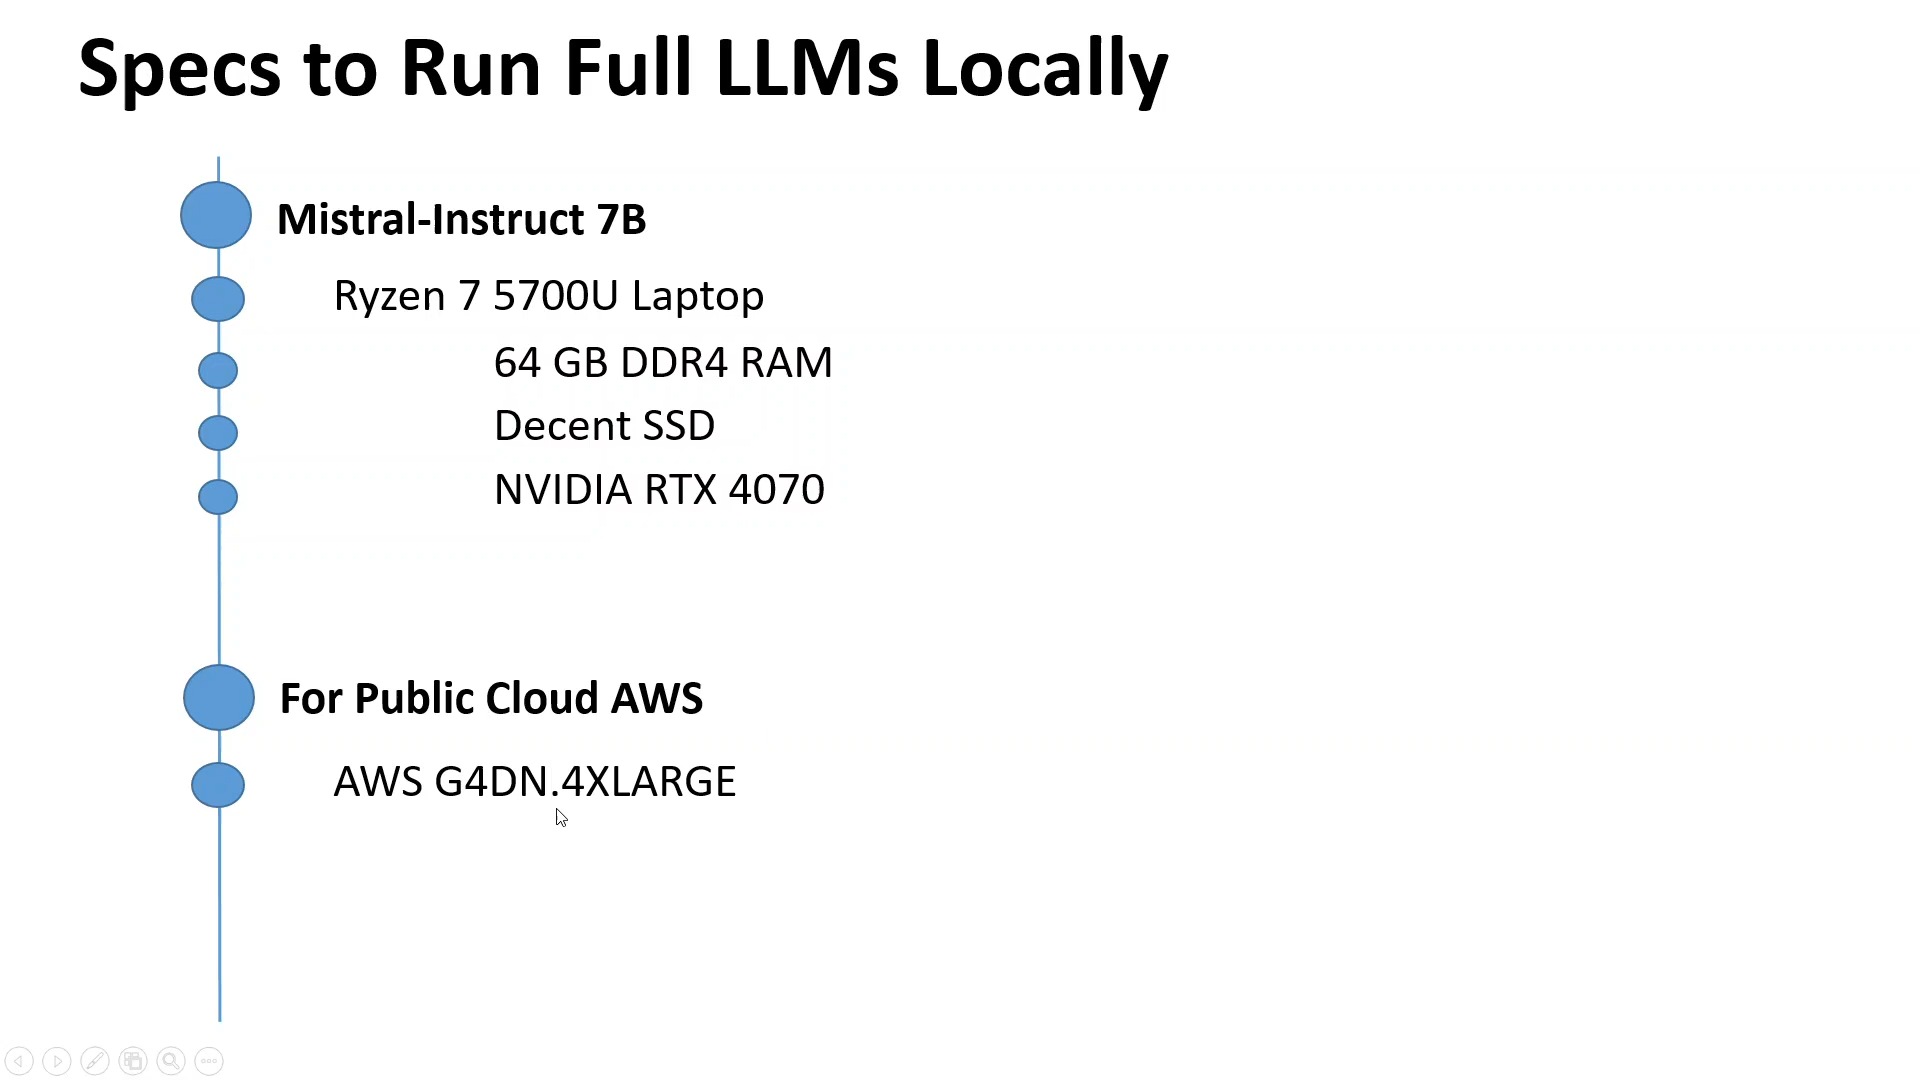 Specs to Run Full LLMs Locally
Mistral-Instruct 7B
Ryzen 7 5700U Laptop
64 GB DDR4 RAM
Decent SSD
NVIDIA RTX 4070
For Public Cloud AWS
AWS G4DN.4XLARGE